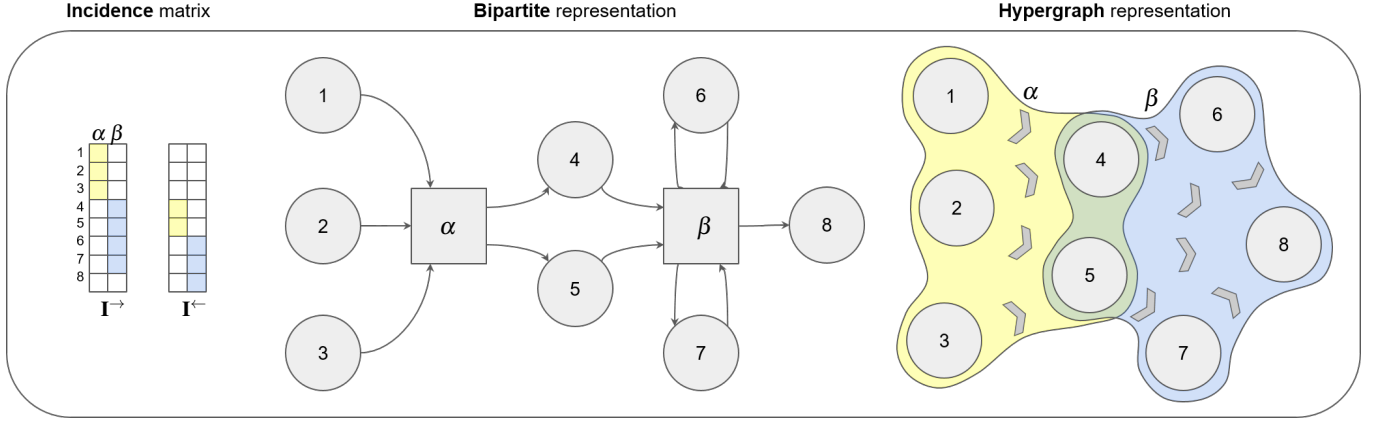 Incidence matrix
Bipartite representation
Hypergraph representation
α β
1
2
3
4
5
6
7
8
I→
I←
1
2
3
α
4
5
6
β
7
8
α
β
1
2
3
4
5
6
7
8